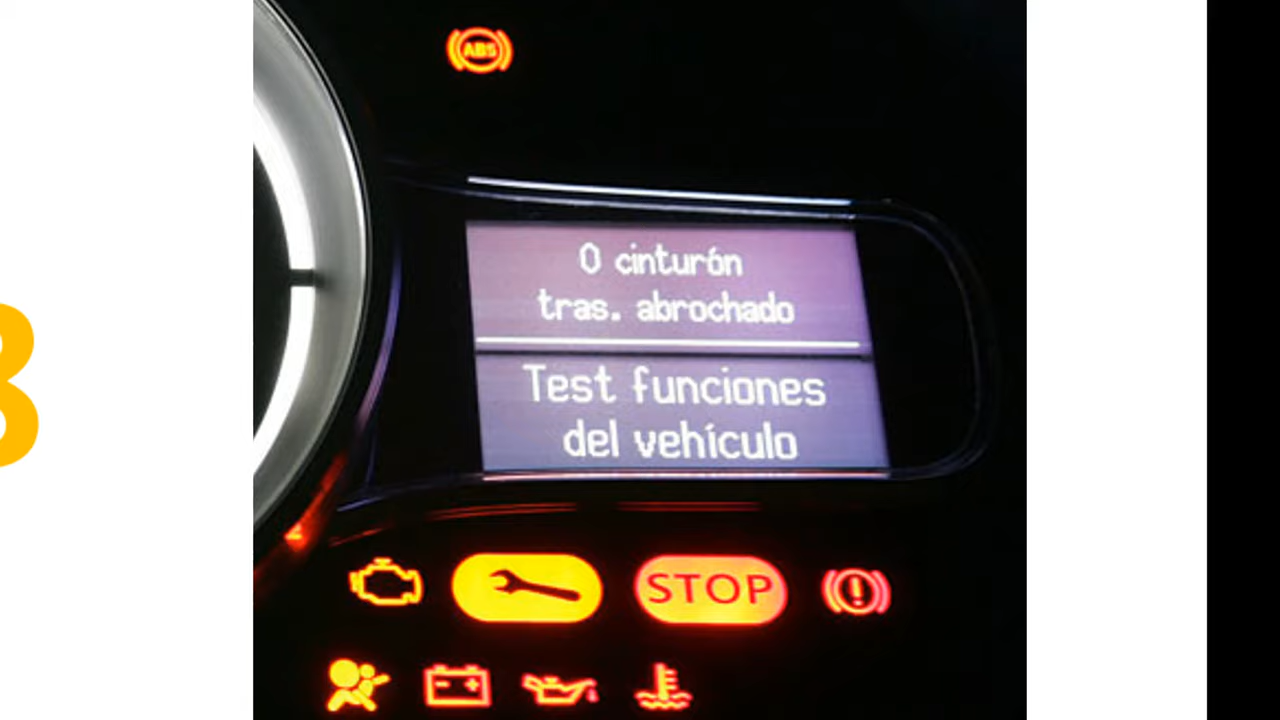 ABS
0 cinturón
tras. abrochado
Test funciones
del vehículo
STOP